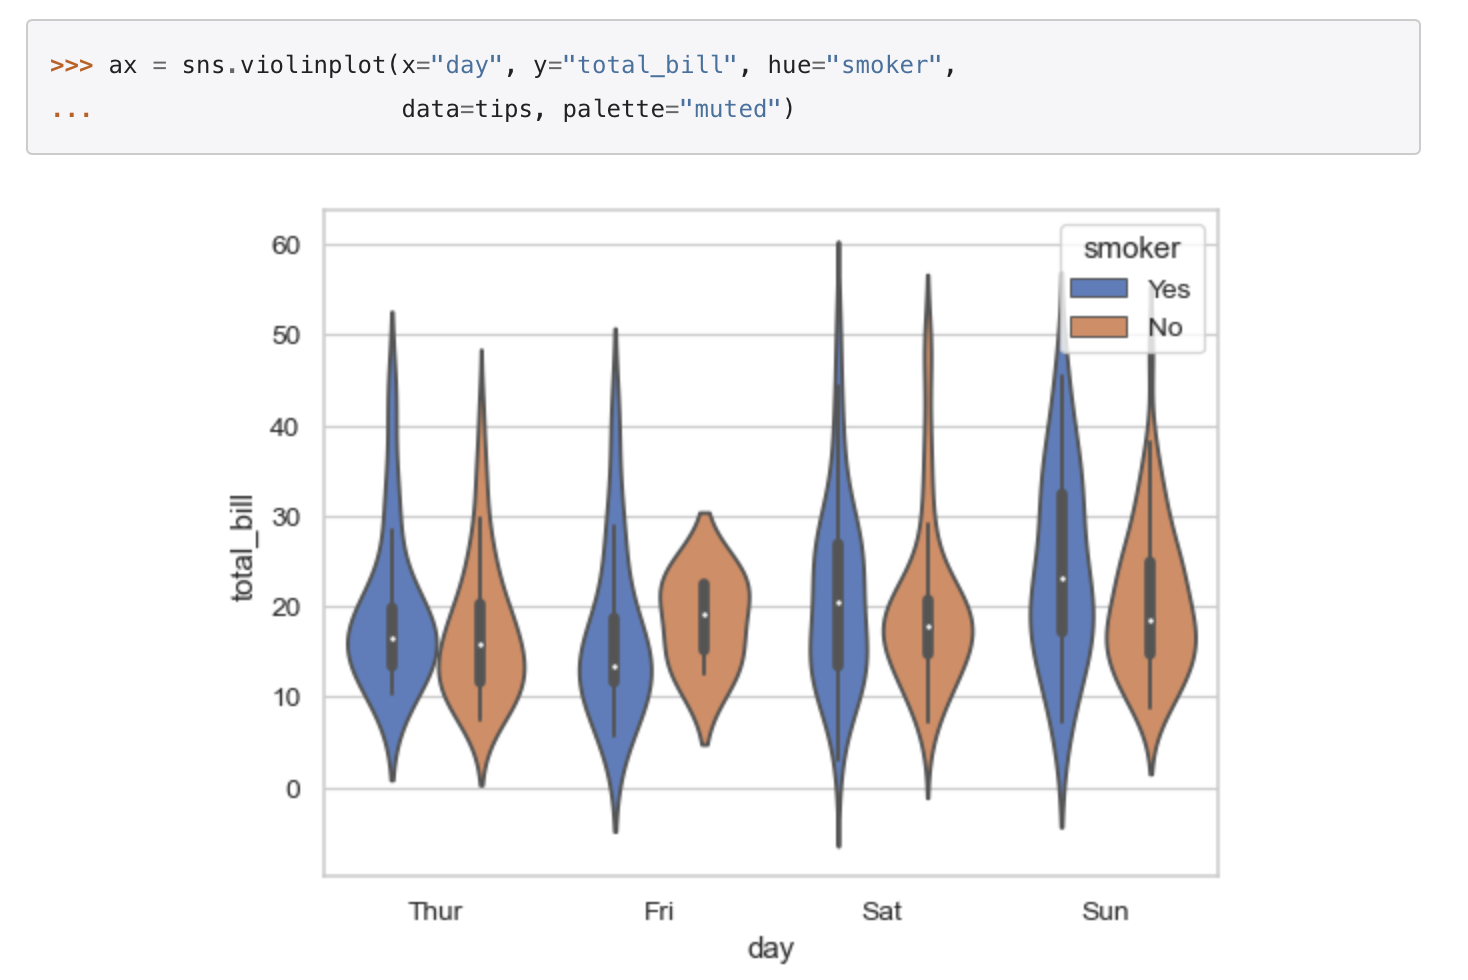 >>> ax = sns.violinplot(x="day", y="total_bill", hue="smoker",
...                     data=tips, palette="muted")
smoker
Yes
No
60
50
40
30
20
10
0
total_bill
Thur Fri Sat Sun
day